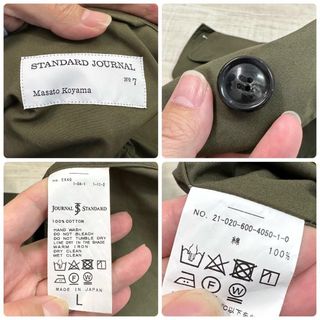 STANDARD JOURNAL
Nº 7
Masato Koyama
JOURNAL STANDARD
100%COTTON
HAND WASH
DO NOT BLEACH
DO NOT TUMBLE DRY
LINE DRY IN THE SHADE
WARM IRON
DRY CLEAN
WET CLEAN
MADE IN JAPAN
L
NO. 21-020-600-4050-1-0
綿
100%